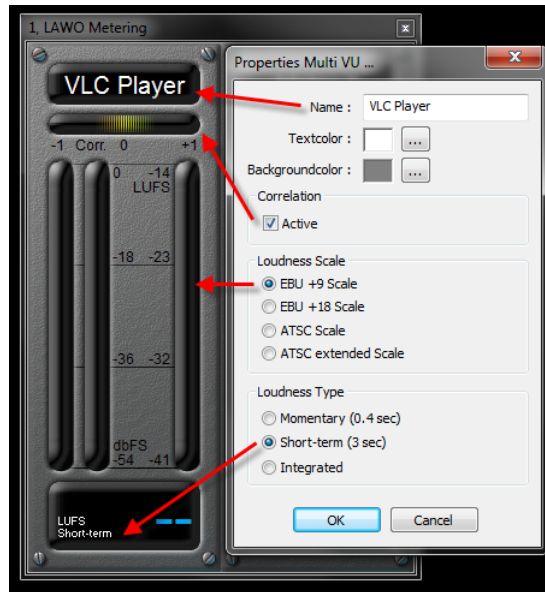 1, LAWO Metering
VLC Player
-1 Corr. 0 +1
0 -14
LUFS
-18 -23
-36 -32
dbFS
-54 -41
LUFS
Short-term
Properties Multi VU ...
Name : VLC Player
Textcolor : ...
Backgroundcolor : ...
Correlation
Active
Loudness Scale
EBU +9 Scale
EBU +18 Scale
ATSC Scale
ATSC extended Scale
Loudness Type
Momentary (0.4 sec)
Short-term (3 sec)
Integrated
OK Cancel